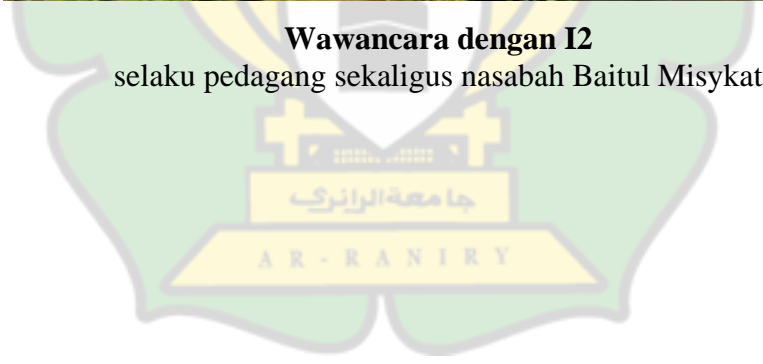 Wawancara dengan I2
selaku pedagang sekaligus nasabah Baitul Misykat
جامعة الرانري
AR-RANIRY